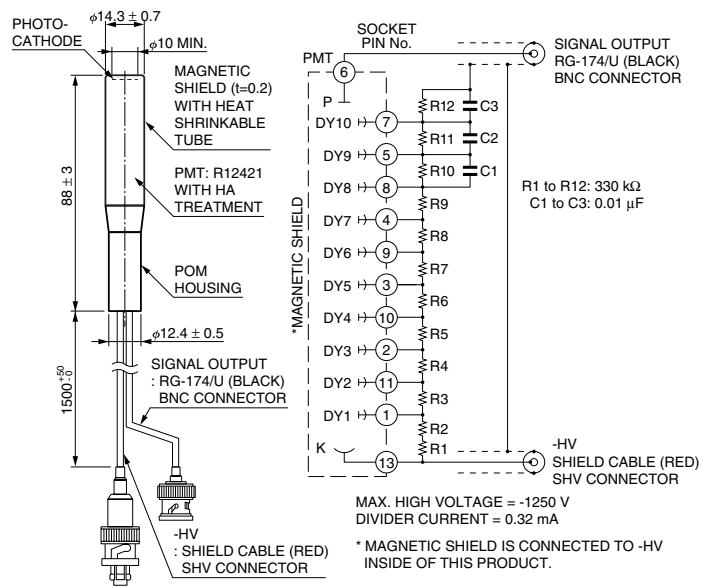 PHOTO-
CATHODE
φ14.3 ± 0.7
φ10 MIN.
MAGNETIC
SHIELD (t=0.2)
WITH HEAT
SHRINKABLE
TUBE
PMT: R12421
WITH HA
TREATMENT
88 ± 3
POM
HOUSING
φ12.4 ± 0.5
1500 +50 0
SIGNAL OUTPUT
: RG-174/U (BLACK)
BNC CONNECTOR
-HV
: SHIELD CABLE (RED)
SHV CONNECTOR
SOCKET
PIN No.
PMT
6
P
SIGNAL OUTPUT
RG-174/U (BLACK)
BNC CONNECTOR
R12 C3
DY10 7
R11 C2
DY9 5
R10 C1
DY8 8
R9
DY7 4
R8
DY6 9
R7
DY5 3
R6
DY4 10
R5
DY3 2
R4
DY2 11
R3
DY1 1
R2
R1
K
13
*MAGNETIC SHIELD
R1 to R12: 330 kΩ
C1 to C3: 0.01 μF
-HV
SHIELD CABLE (RED)
SHV CONNECTOR
MAX. HIGH VOLTAGE = -1250 V
DIVIDER CURRENT = 0.32 mA
* MAGNETIC SHIELD IS CONNECTED TO -HV
INSIDE OF THIS PRODUCT.